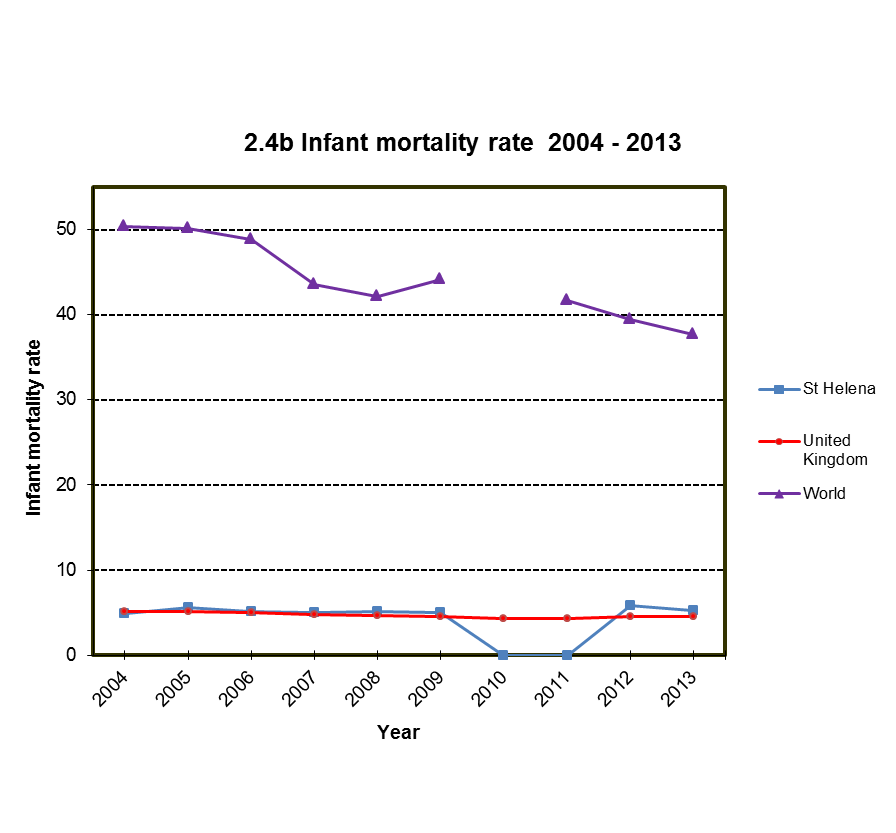 2.4b Infant mortality rate  2004 - 2013
Infant mortality rate
50
40
30
20
10
0
2004
2005
2006
2007
2008
2009
2010
2011
2012
2013
Year
St Helena
United
Kingdom
World